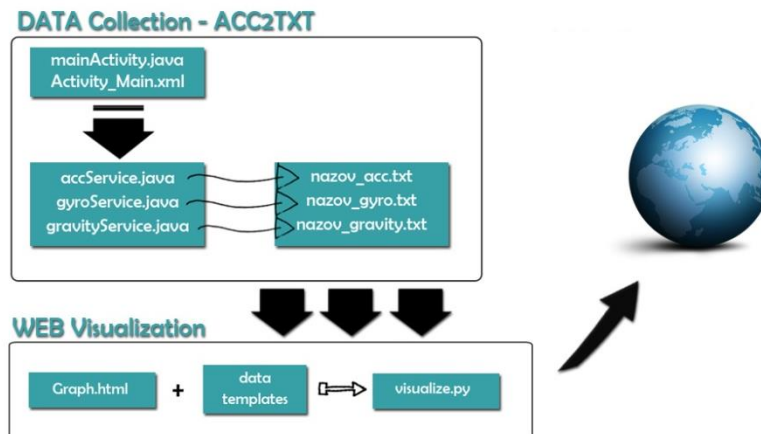 DATA Collection - ACC2TXT
mainActivity.java
Activity_Main.xml
accService.java
gyroService.java
gravityService.java
nazov_acc.txt
nazov_gyro.txt
nazov_gravity.txt
WEB Visualization
Graph.html
+
data
templates
visualize.py